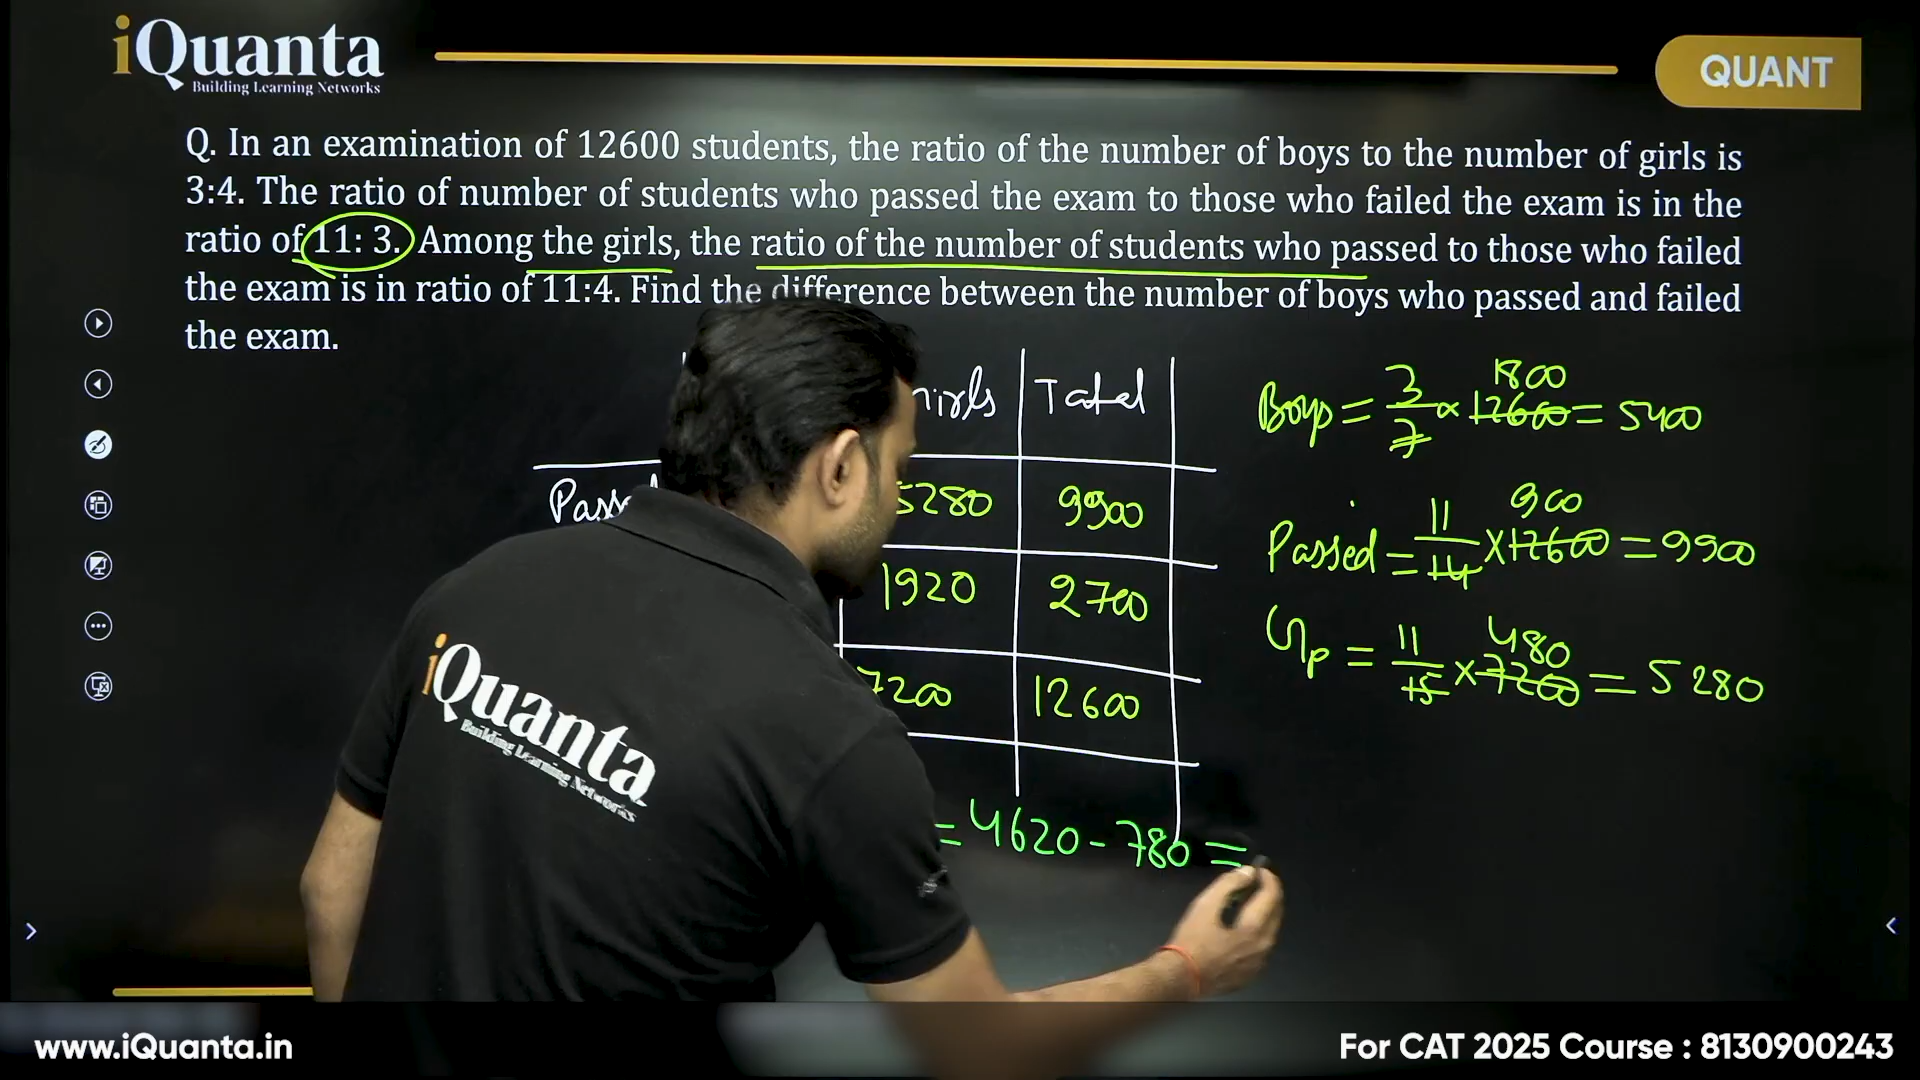 iQuanta
Building Learning Networks
QUANT
Q. In an examination of 12600 students, the ratio of the number of boys to the number of girls is
3:4. The ratio of number of students who passed the exam to those who failed the exam is in the
ratio of 11: 3. Among the girls, the ratio of the number of students who passed to those who failed
the exam is in ratio of 11:4. Find the difference between the number of boys who passed and failed
the exam.
Total
5280 9900
1920 2700
7200 12600
= 4620 - 780 =
Boys = 3/7 × 12600 = 5400
1800
Passed = 11/14 × 12600 = 9900
900
Gp = 11/15 × 7200 = 5280
480
iQuanta
Building Learning Networks
www.iQuanta.in
For CAT 2025 Course : 8130900243